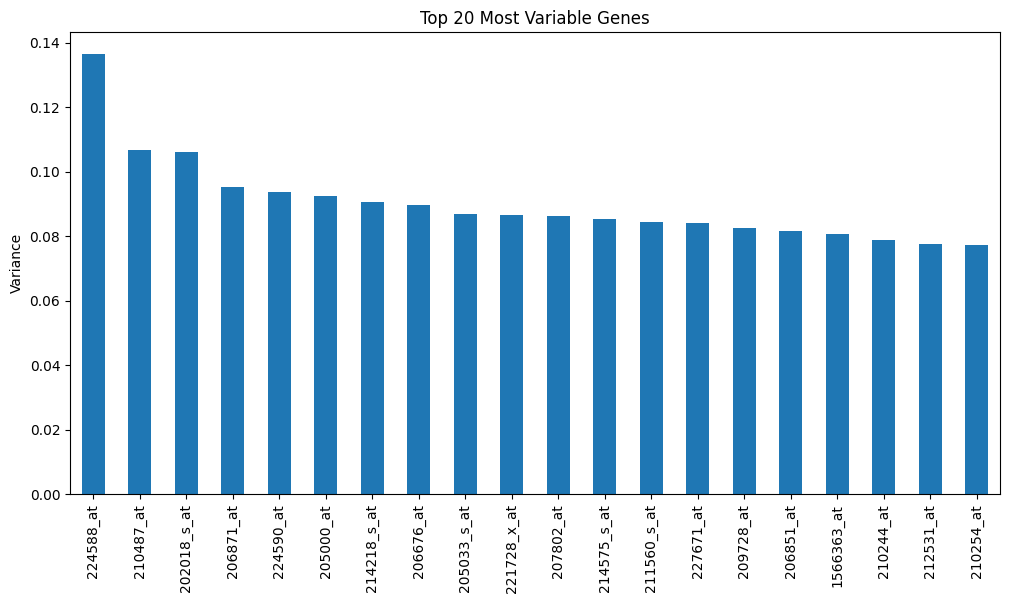 Top 20 Most Variable Genes
Variance
0.14
0.12
0.10
0.08
0.06
0.04
0.02
0.00
224588_at
210487_at
202018_s_at
206871_at
224590_at
205000_at
214218_s_at
206676_at
205033_s_at
221728_x_at
207802_at
214575_s_at
211560_s_at
227671_at
209728_at
206851_at
1566363_at
210244_at
212531_at
210254_at